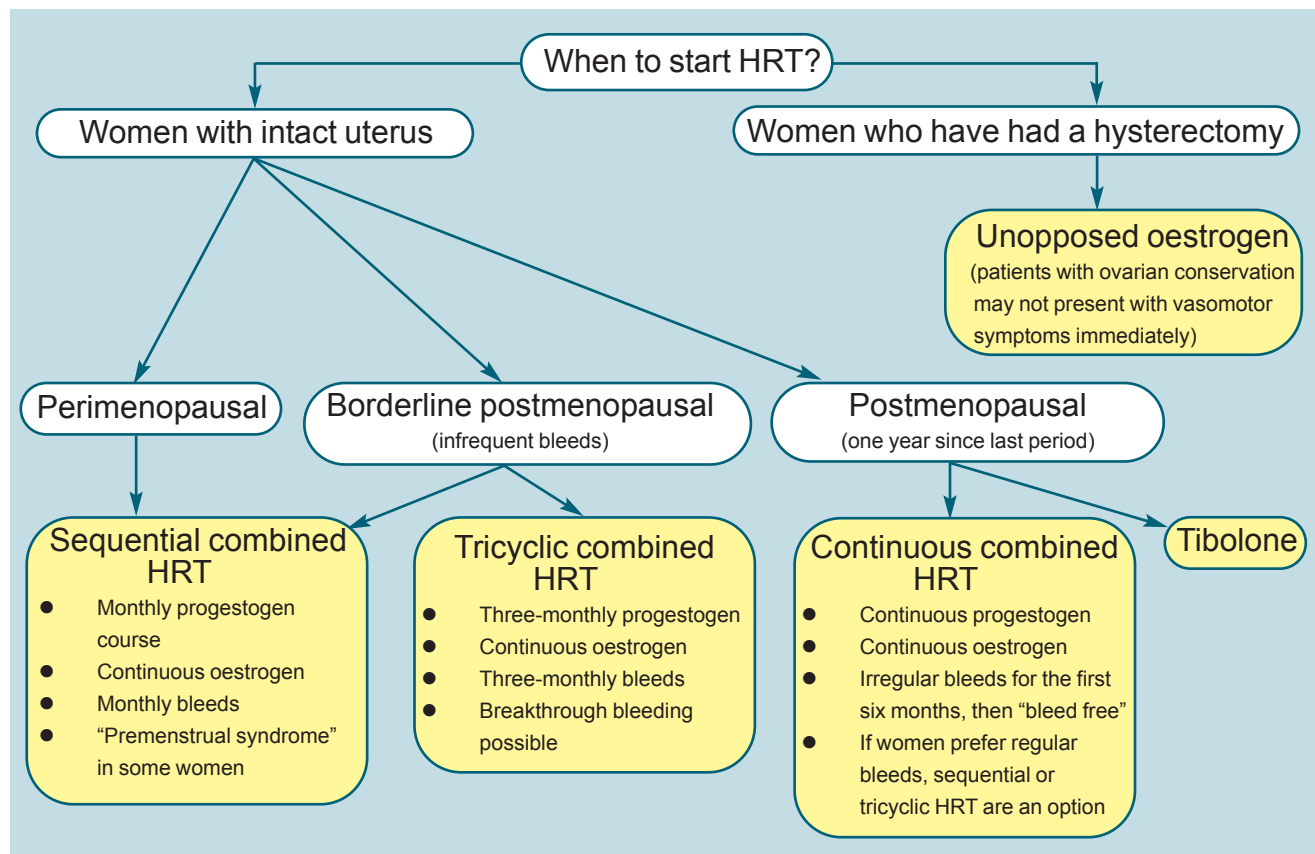 When to start HRT?
Women with intact uterus
Women who have had a hysterectomy
Unopposed oestrogen
(patients with ovarian conservation
may not present with vasomotor
symptoms immediately)
Perimenopausal
Borderline postmenopausal
(infrequent bleeds)
Postmenopausal
(one year since last period)
Sequential combined
HRT
● Monthly progestogen
course
● Continuous oestrogen
● Monthly bleeds
● “Premenstrual syndrome”
in some women
Tricyclic combined
HRT
● Three-monthly progestogen
● Continuous oestrogen
● Three-monthly bleeds
● Breakthrough bleeding
possible
Continuous combined
HRT
● Continuous progestogen
● Continuous oestrogen
● Irregular bleeds for the first
six months, then “bleed free”
● If women prefer regular
bleeds, sequential or
tricyclic HRT are an option
Tibolone